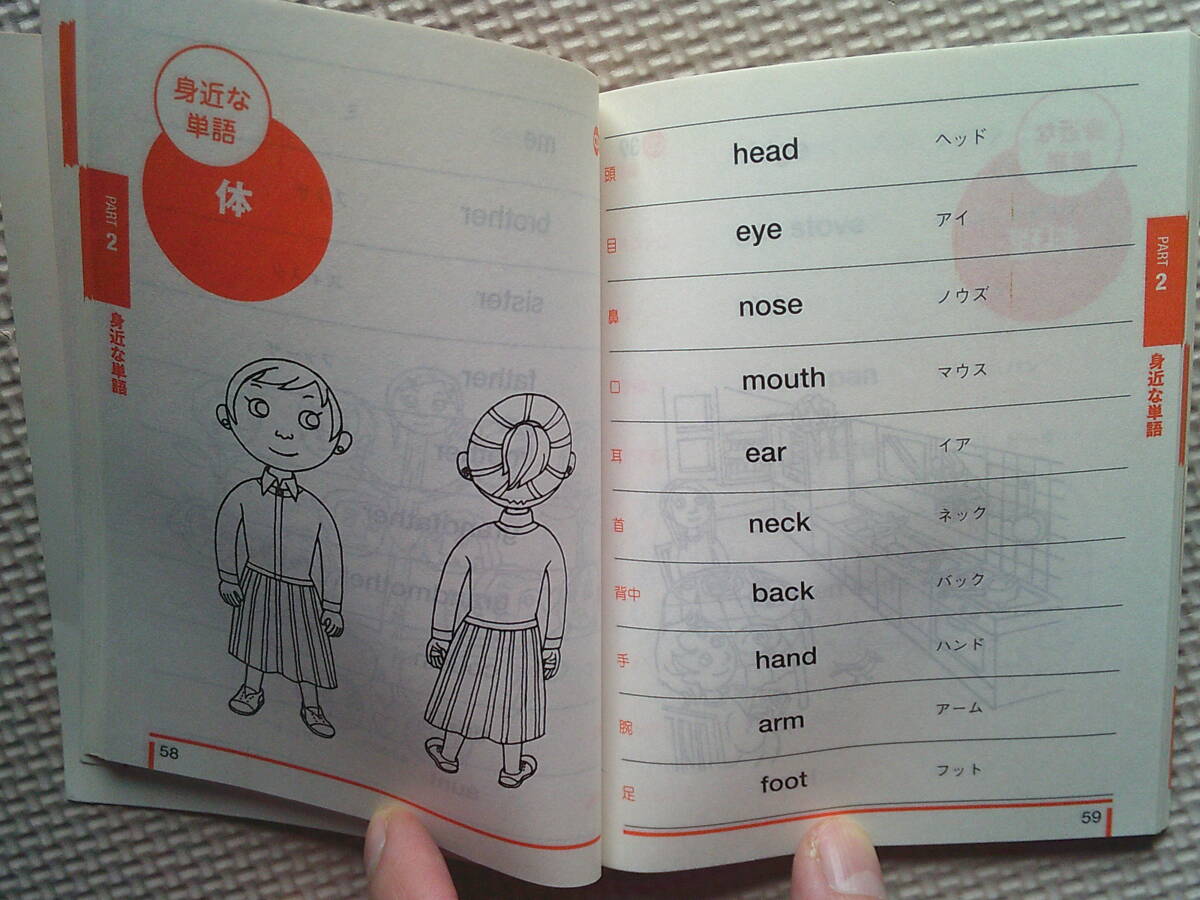 身近な
単語
体
PART 2
身近な単語
58
頭 head ヘッド
目 eye アイ
鼻 nose ノウズ
口 mouth マウス
耳 ear イア
首 neck ネック
背中 back バック
手 hand ハンド
腕 arm アーム
足 foot フット
PART 2
身近な単語
59